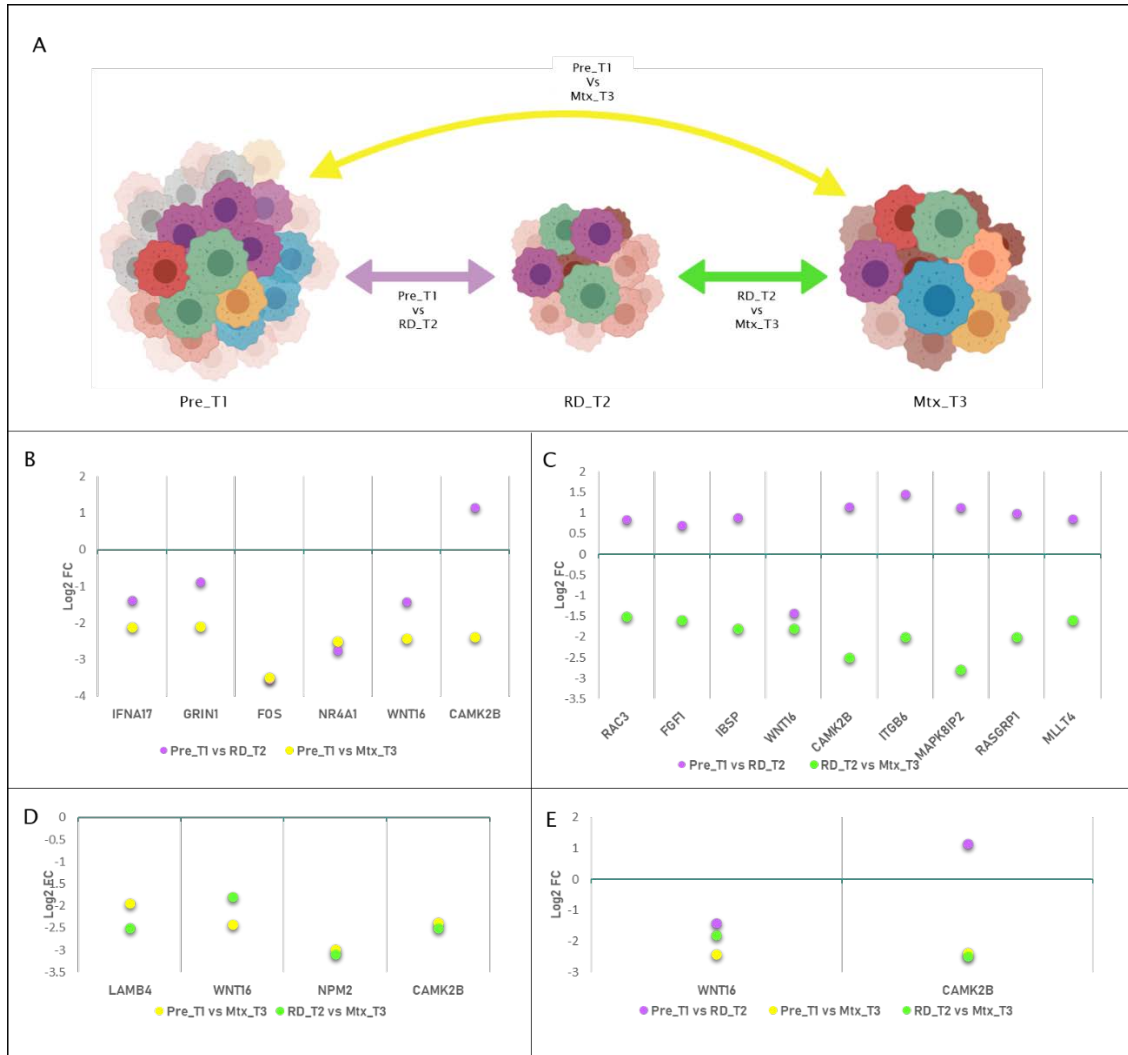 A
Pre_T1
Vs
Mtx_T3
Pre_T1
vs
RD_T2
RD_T2
vs
Mtx_T3
Pre_T1
RD_T2
Mtx_T3
B
2
1
0
-1
-2
-3
-4
Log2 FC
IFNA17 GRIN1 FOS NR4A1 WNT16 CAMK2B
Pre_T1 vs RD_T2 Pre_T1 vs Mtx_T3
C
2
1.5
1
0.5
0
-0.5
-1
-1.5
-2
-2.5
-3
-3.5
Log2 FC
RAC3 FGF1 IBSP WNT16 CAMK2B ITGB6 MAPK8IP2 RASGRP1 MLLT4
Pre_T1 vs RD_T2 RD_T2 vs Mtx_T3
D
0
-0.5
-1
-1.5
-2
-2.5
-3
-3.5
Log2 FC
LAMB4 WNT16 NPM2 CAMK2B
Pre_T1 vs Mtx_T3 RD_T2 vs Mtx_T3
E
2
1
0
-1
-2
-3
Log2 FC
WNT16 CAMK2B
Pre_T1 vs RD_T2 Pre_T1 vs Mtx_T3 RD_T2 vs Mtx_T3